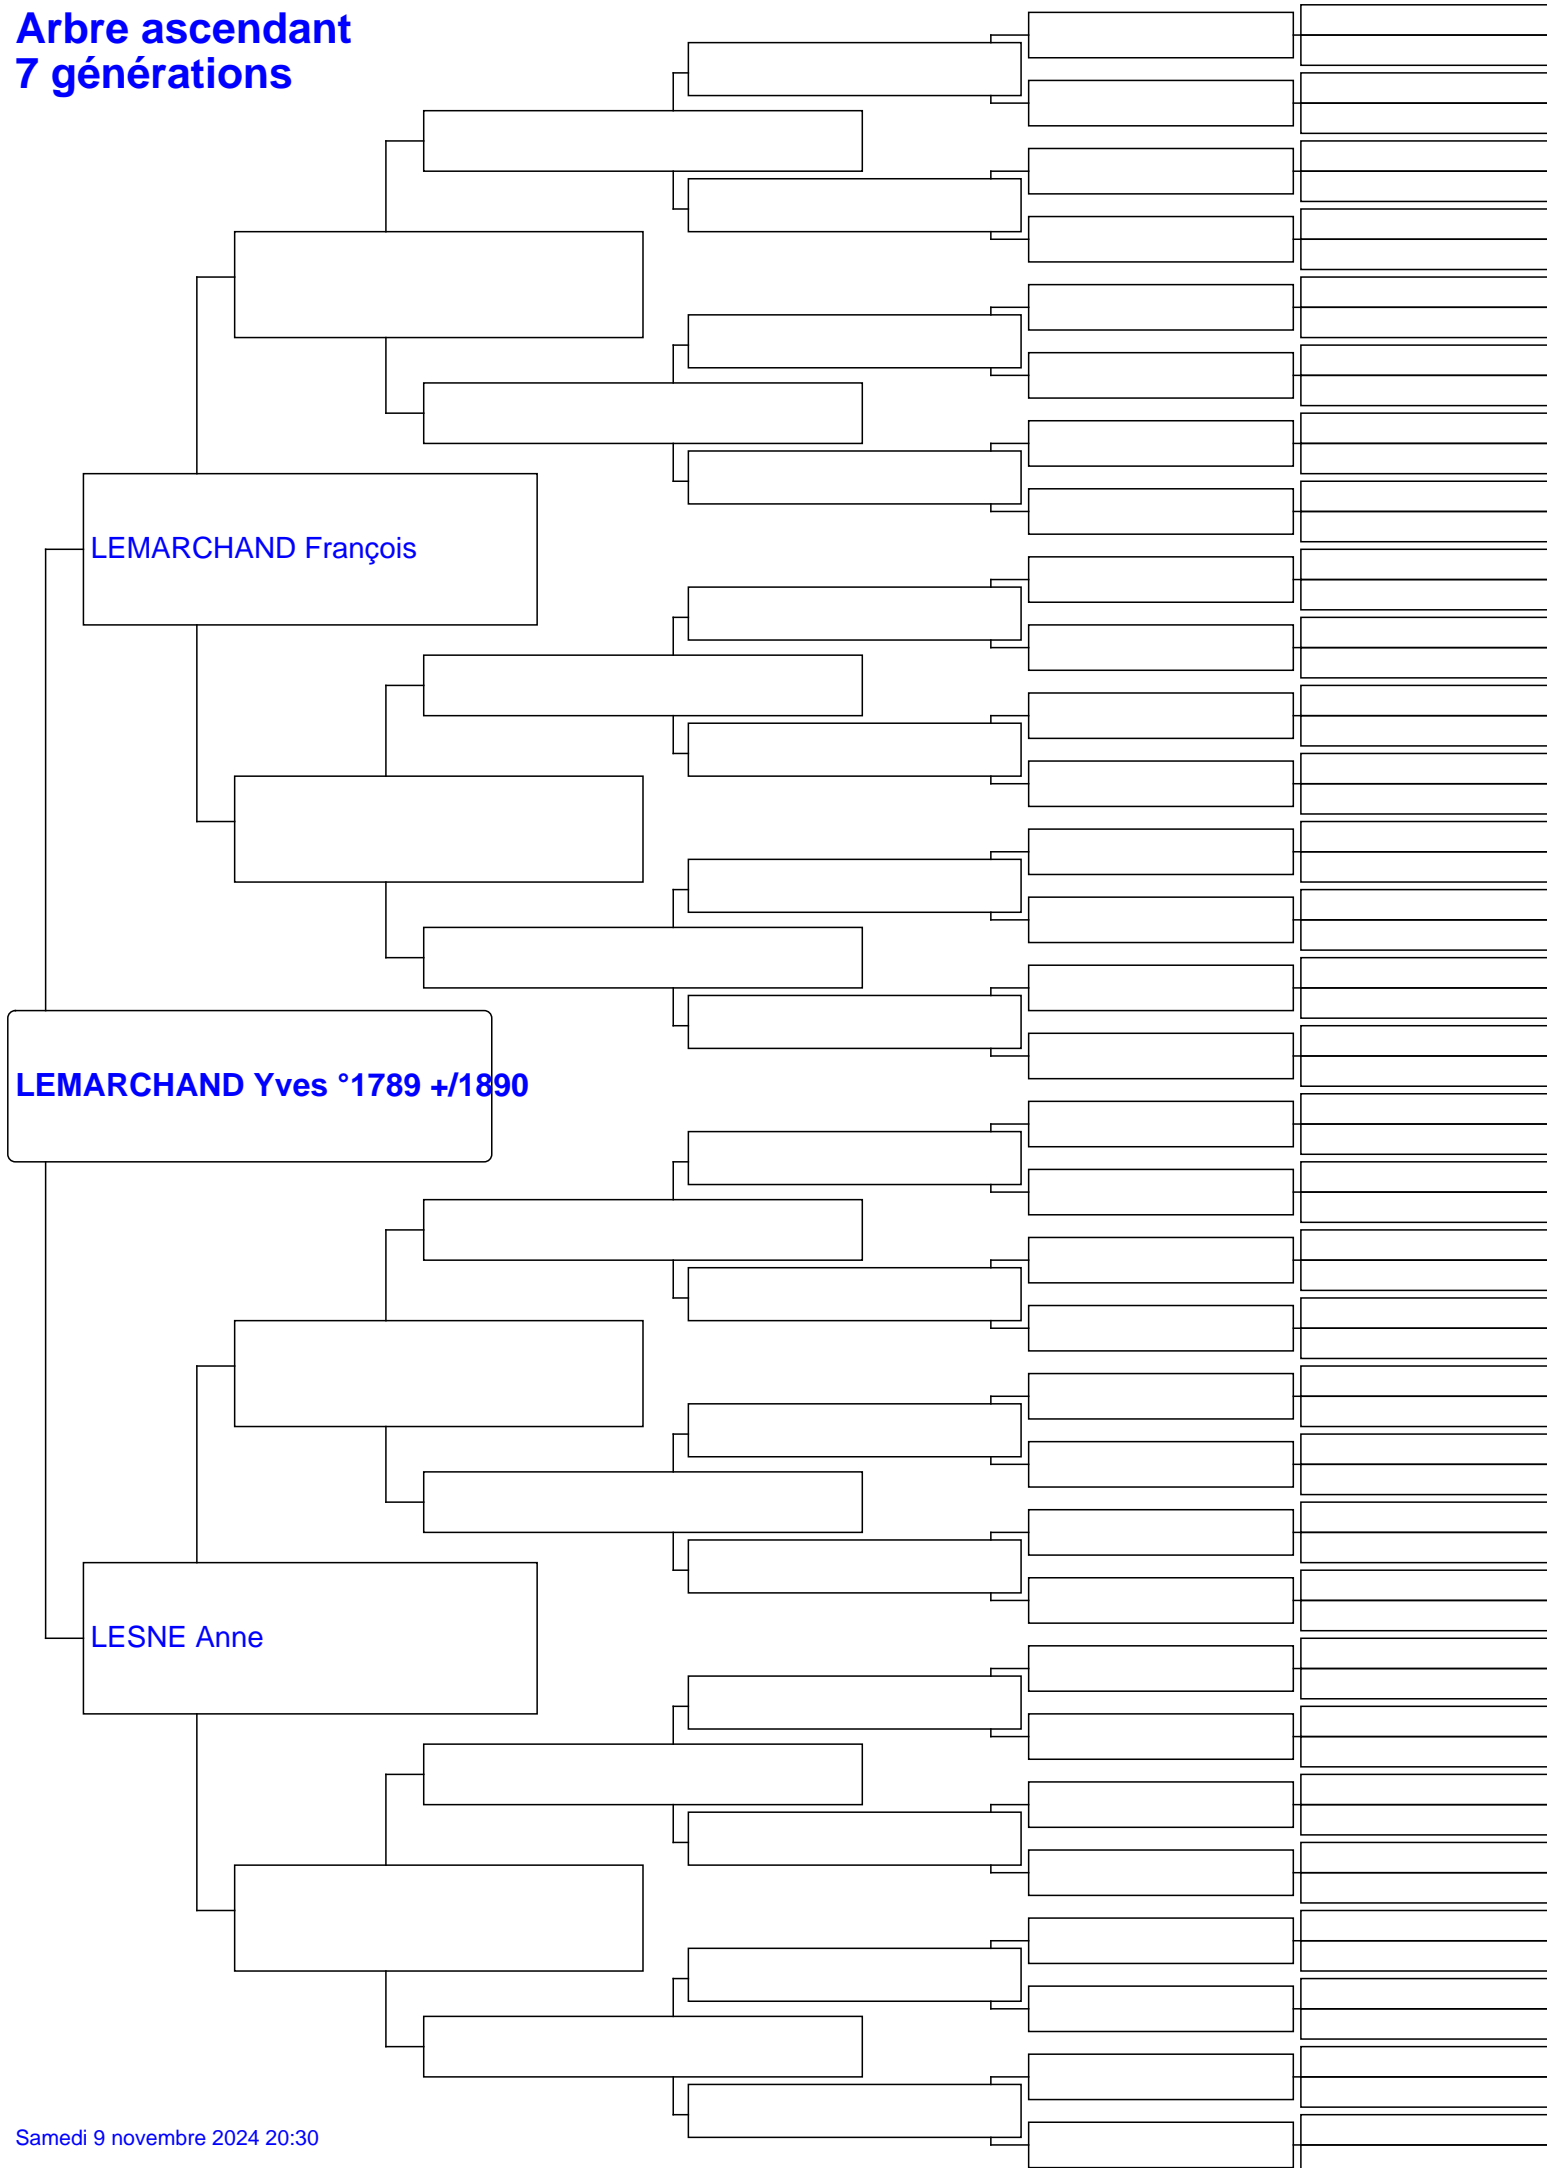 Arbre ascendant
7 générations
LEMARCHAND François
LEMARCHAND Yves °1789 +/1890
LESNE Anne
Samedi 9 novembre 2024 20:30